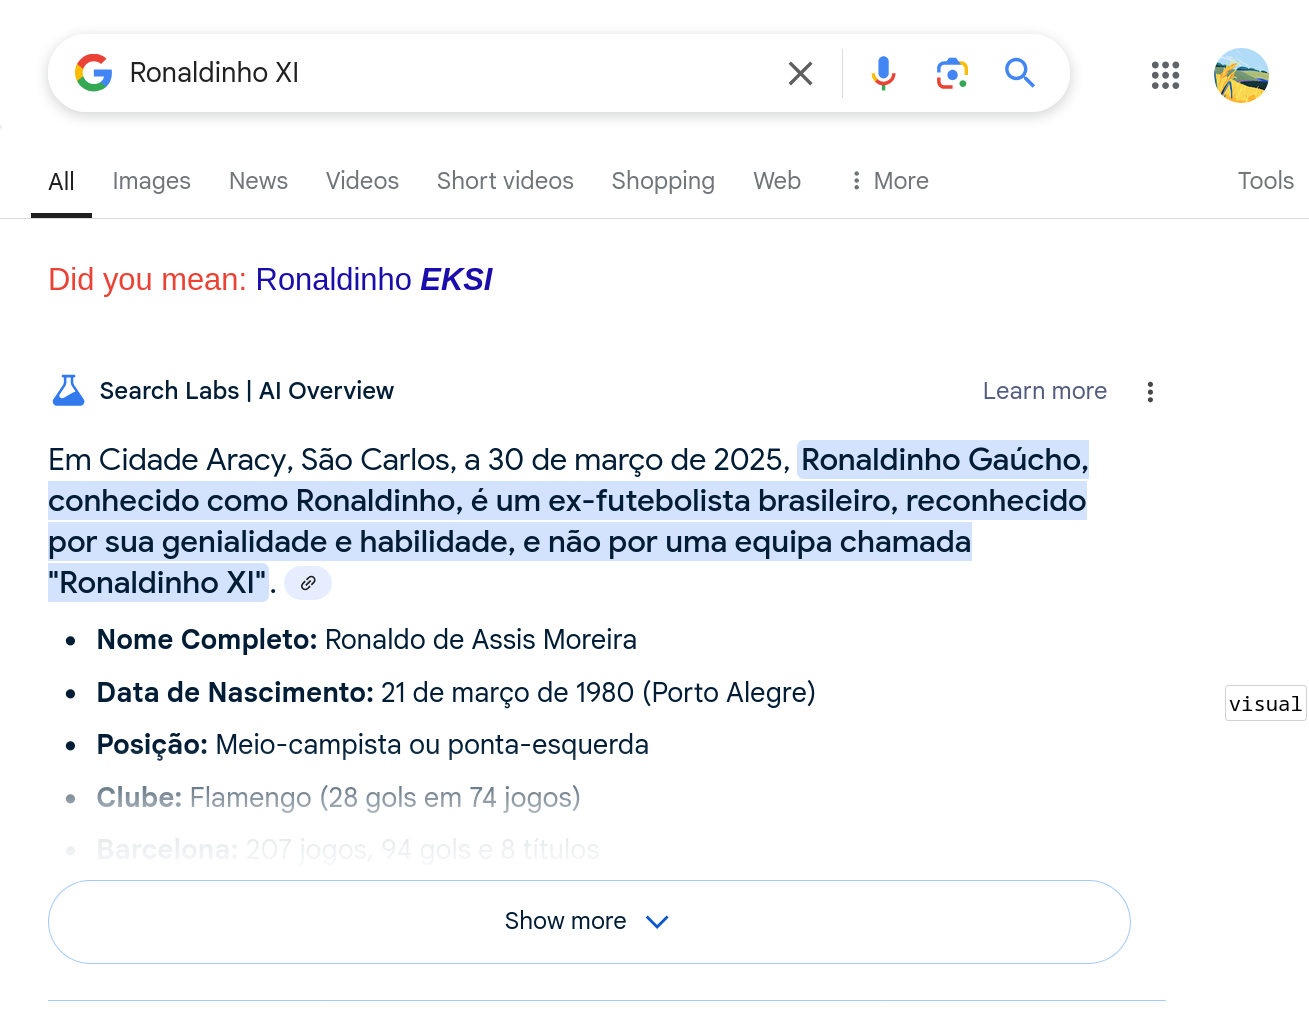 Ronaldinho XI
All Images News Videos Short videos Shopping Web More Tools
Did you mean: Ronaldinho EKSI
Search Labs | AI Overview Learn more
Em Cidade Aracy, São Carlos, a 30 de março de 2025, Ronaldinho Gaúcho,
conhecido como Ronaldinho, é um ex-futebolista brasileiro, reconhecido
por sua genialidade e habilidade, e não por uma equipa chamada
"Ronaldinho XI".
• Nome Completo: Ronaldo de Assis Moreira
• Data de Nascimento: 21 de março de 1980 (Porto Alegre)
visual
• Posição: Meio-campista ou ponta-esquerda
• Clube: Flamengo (28 gols em 74 jogos)
• Barcelona: 207 jogos, 94 gols e 8 títulos
Show more